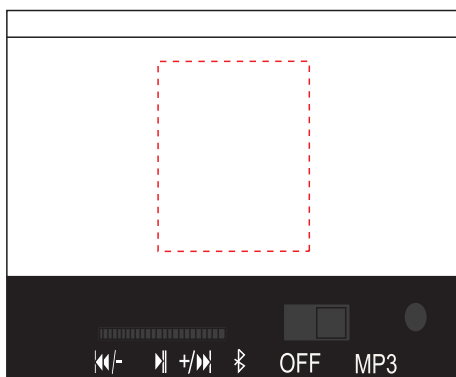 ⏮/- ⏯ +/⏭ ᛒ OFF MP3